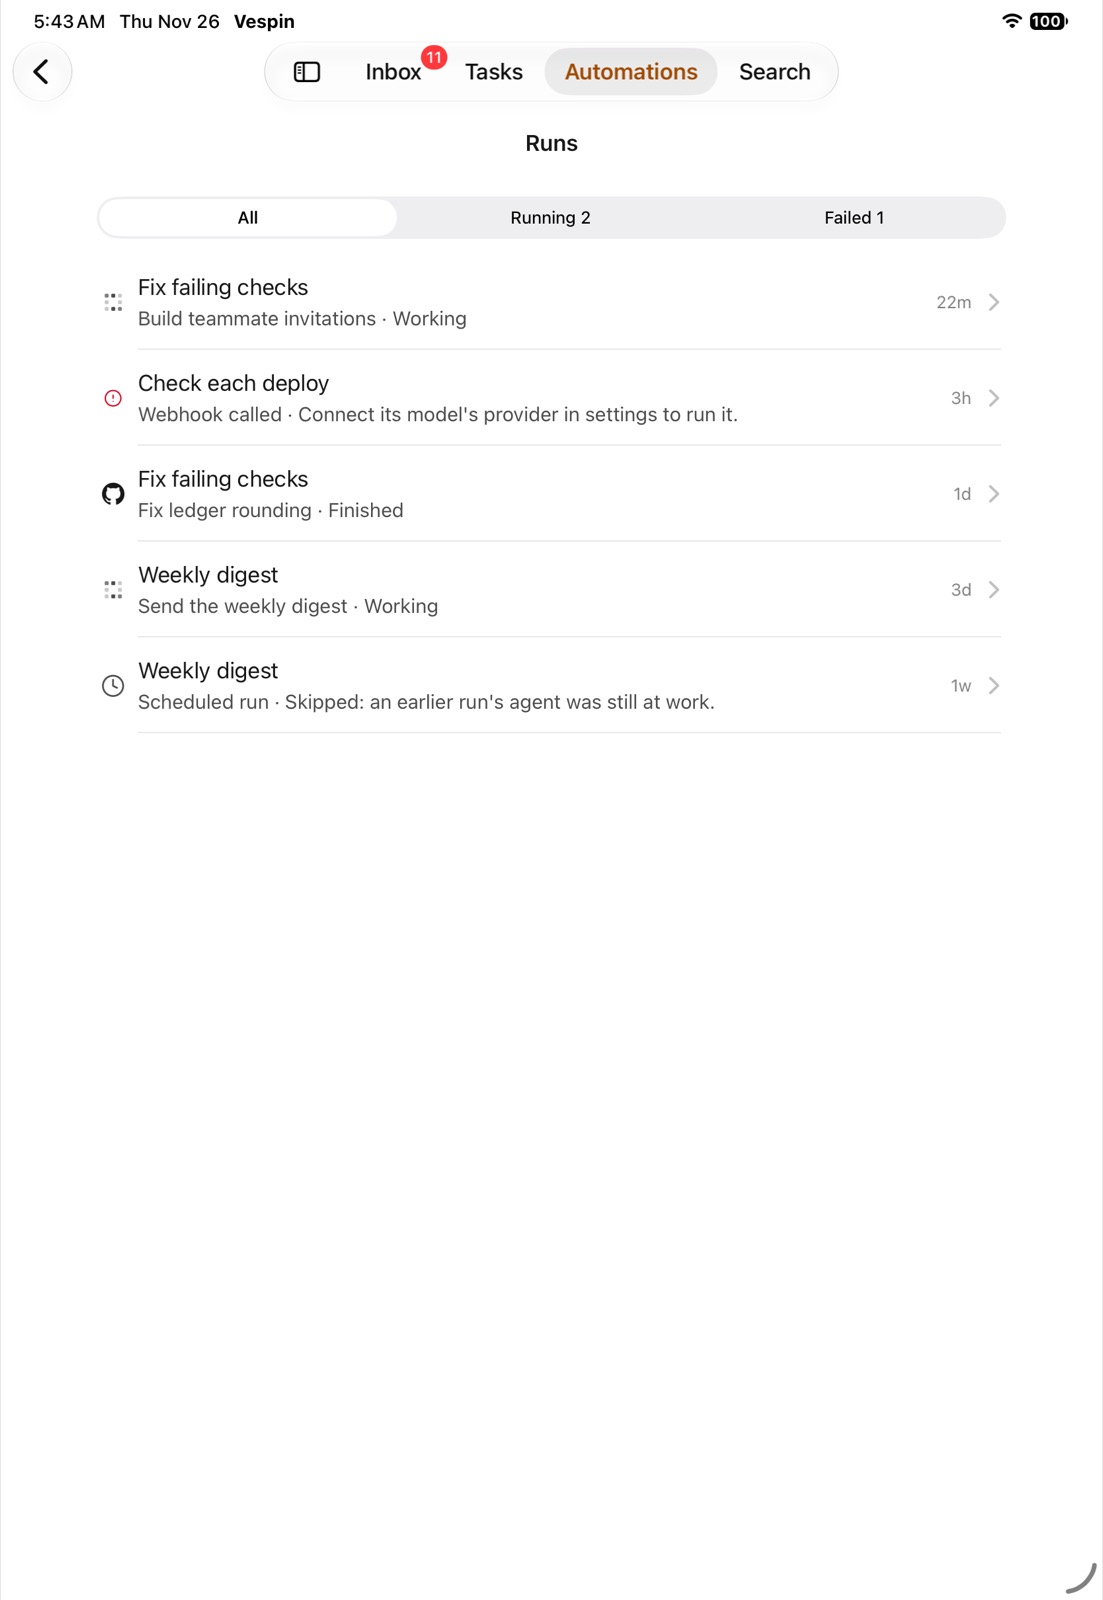 5:43 AM Thu Nov 26 Vespin
100
Inbox 11 Tasks Automations Search
Runs
All Running 2 Failed 1
Fix failing checks
Build teammate invitations · Working
22m
Check each deploy
Webhook called · Connect its model's provider in settings to run it.
3h
Fix failing checks
Fix ledger rounding · Finished
1d
Weekly digest
Send the weekly digest · Working
3d
Weekly digest
Scheduled run · Skipped: an earlier run's agent was still at work.
1w